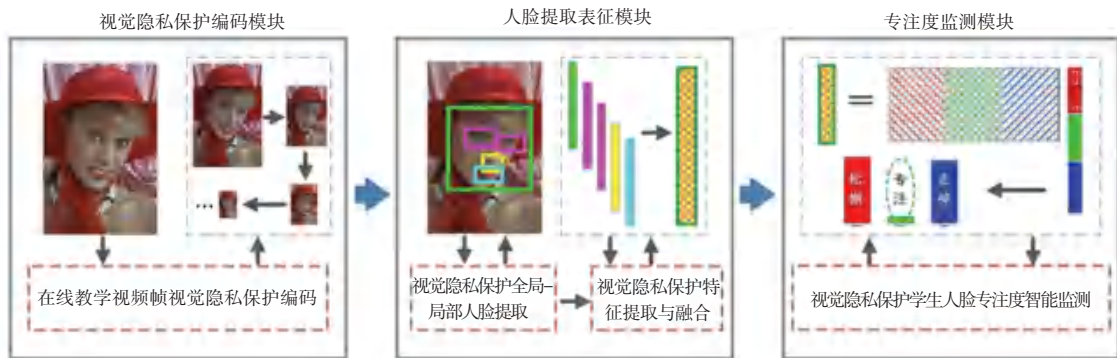 视觉隐私保护编码模块
人脸提取表征模块
专注度监测模块
...
专注
在线教学视频帧视觉隐私保护编码
视觉隐私保护全局–
局部人脸提取
视觉隐私保护特
征提取与融合
视觉隐私保护学生人脸专注度智能监测